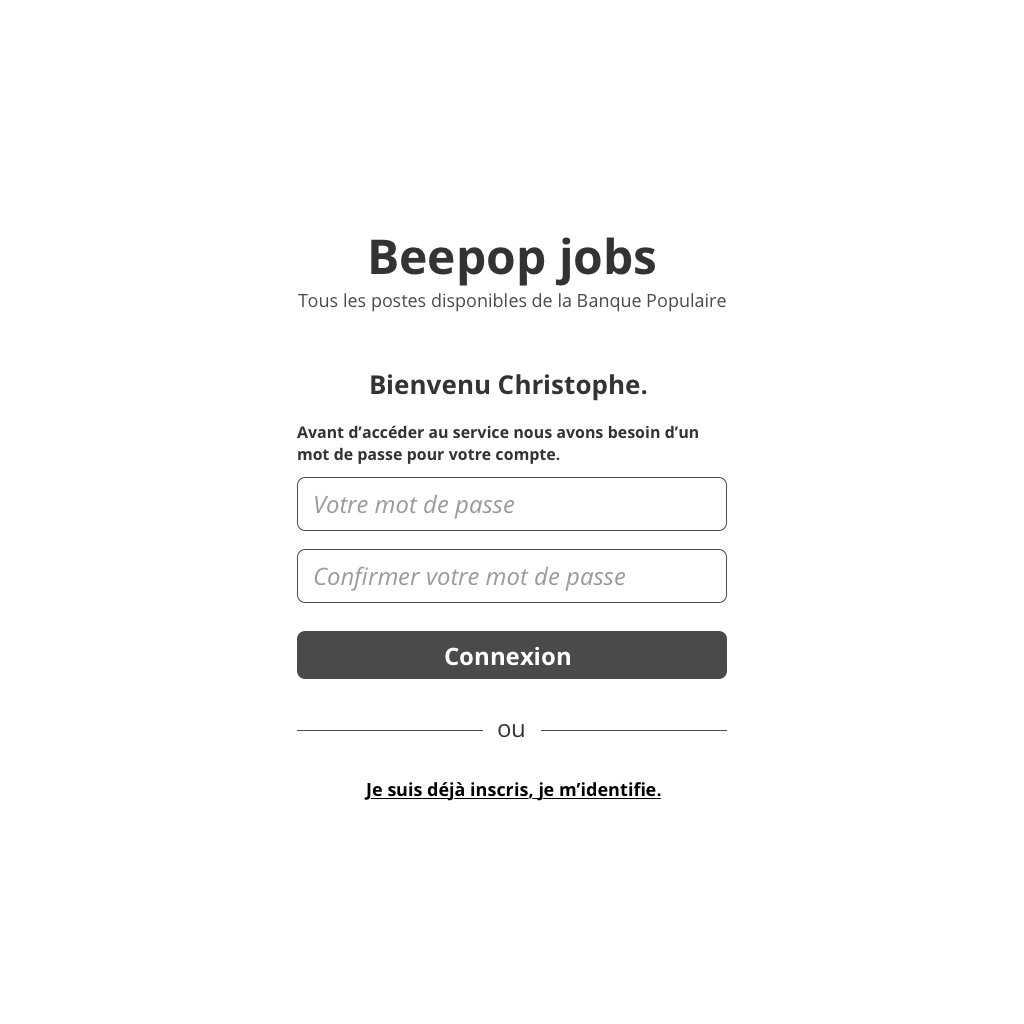 Beepop jobs
Tous les postes disponibles de la Banque Populaire
Bienvenu Christophe.
Avant d’accéder au service nous avons besoin d’un
mot de passe pour votre compte.
Votre mot de passe
Confirmer votre mot de passe
Connexion
ou
Je suis déjà inscris, je m’identifie.